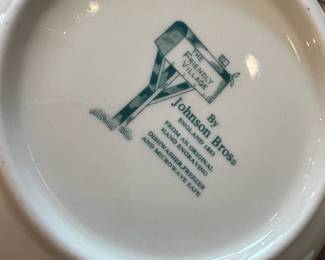 THE
FRIENDLY
VILLAGE
By
Johnson Bros®
ENGLAND 1883
FROM AN ORIGINAL
HAND ENGRAVING
DISHWASHER, FREEZER
AND MICROWAVE SAFE